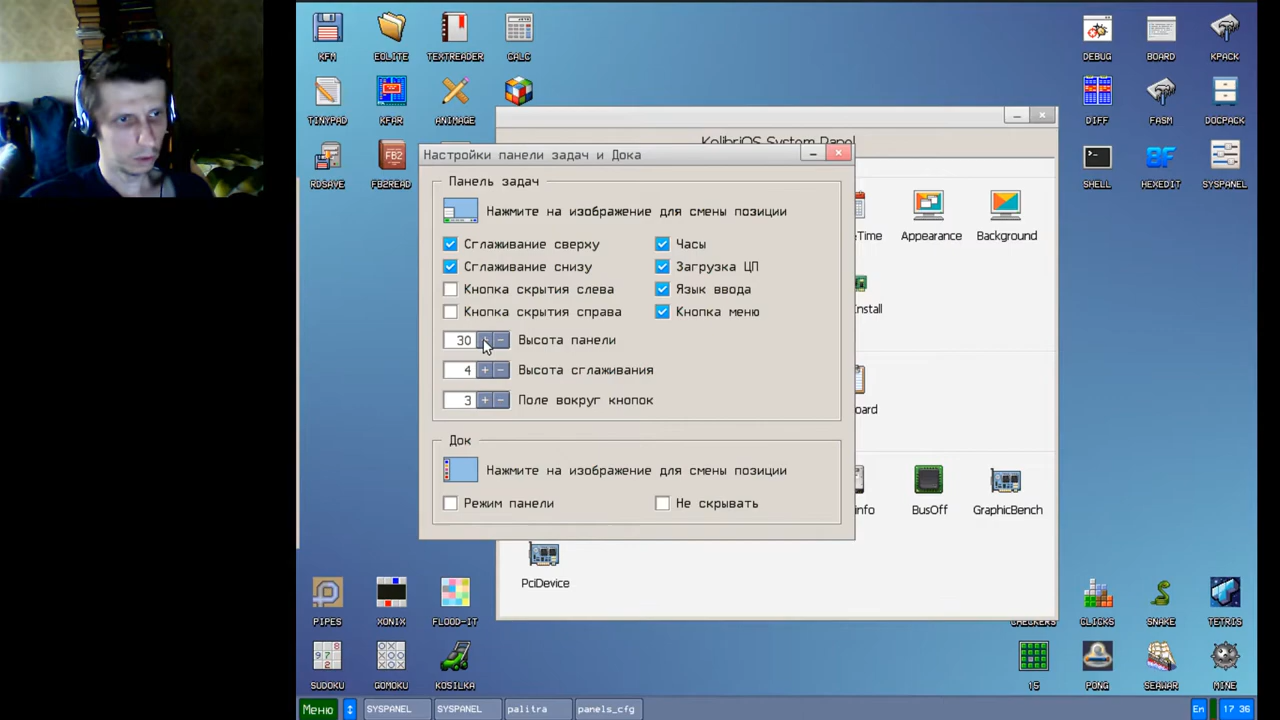 KFM
EOLITE
TEXTREADER
CALC
DEBUG
BOARD
KPACK
TINYPAD
KFAR
ANIMAGE
DIFF
FASM
DOCPACK
RDSAVE
FB2
FB2READ
SHELL
BF
HEXEDIT
SYSPANEL
KolibriOS System Panel
Настройки панели задач и Дока
Панель задач
Нажмите на изображение для смены позиции
Сглаживание сверху
Часы
Сглаживание снизу
Загрузка ЦП
Кнопка скрытия слева
Язык ввода
Кнопка скрытия справа
Кнопка меню
30 + - Высота панели
4 + - Высота сглаживания
3 + - Поле вокруг кнопок
Док
Нажмите на изображение для смены позиции
Режим панели
Не скрывать
Time
Appearance
Background
Install
oard
info
BusOff
GraphicBench
PciDevice
PIPES
XONIX
FLOOD-IT
CHECKERS
CLICKS
SNAKE
TETRIS
SUDOKU
GOMOKU
KOSILKA
15
PONG
SEAWAR
MINE
Меню
SYSPANEL
SYSPANEL
palitra
panels_cfg
En
17 36